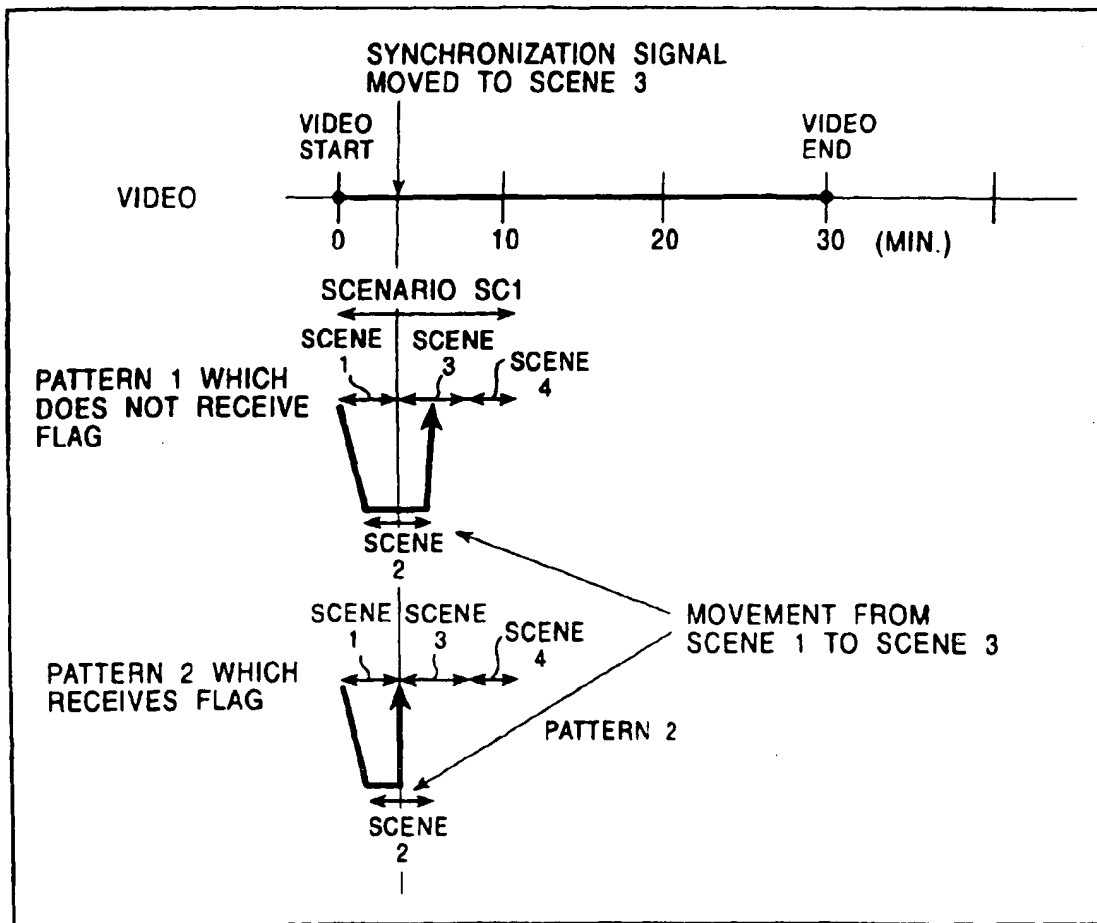 SYNCHRONIZATION SIGNAL
MOVED TO SCENE 3
VIDEO
START
VIDEO
END
VIDEO
0
10
20
30
(MIN.)
SCENARIO SC1
SCENE
1
SCENE
3
SCENE
4
PATTERN 1 WHICH
DOES NOT RECEIVE
FLAG
SCENE
2
SCENE
1
SCENE
3
SCENE
4
MOVEMENT FROM
SCENE 1 TO SCENE 3
PATTERN 2 WHICH
RECEIVES FLAG
PATTERN 2
SCENE
2